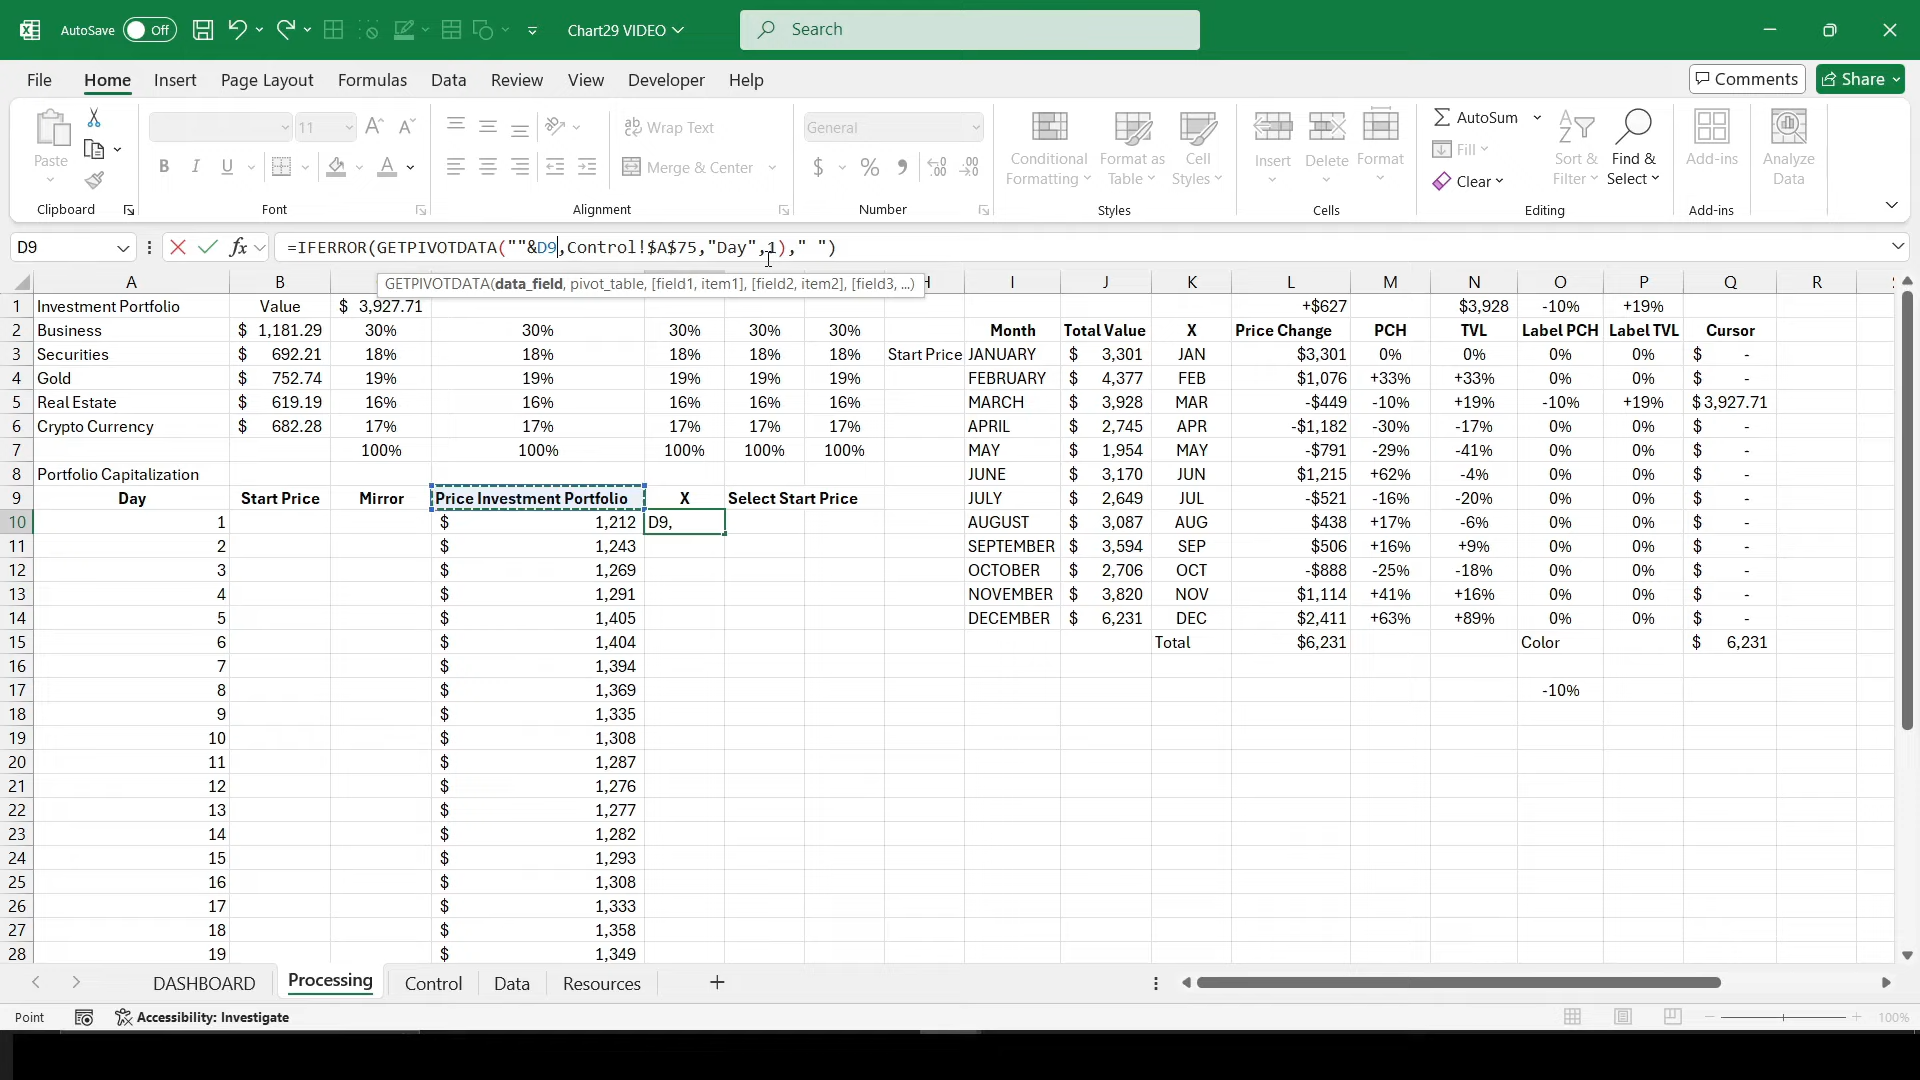 AutoSave Off Chart29 VIDEO Search
File Home Insert Page Layout Formulas Data Review View Developer Help Comments Share
Paste 11 Wrap Text General Conditional Formatting Format as Table Cell Styles Insert Delete Format AutoSum Fill Clear Sort & Filter Find & Select Add-ins Analyze Data
B I U Merge & Center $ %
Clipboard Font Alignment Number Styles Cells Editing Add-ins
D9 fx =IFERROR(GETPIVOTDATA(""&D9,Control!$A$75,"Day",1)," ")
GETPIVOTDATA(data_field, pivot_table, [field1, item1], [field2, item2], [field3, ...)
A B H I J K L M N O P Q R
1 Investment Portfolio Value $ 3,927.71 +$627 $3,928 -10% +19%
2 Business $ 1,181.29 30% 30% 30% 30% 30% Month Total Value X Price Change PCH TVL Label PCH Label TVL Cursor
3 Securities $ 692.21 18% 18% 18% 18% 18% Start Price JANUARY $ 3,301 JAN $3,301 0% 0% 0% 0% $ -
4 Gold $ 752.74 19% 19% 19% 19% 19% FEBRUARY $ 4,377 FEB $1,076 +33% +33% 0% 0% $ -
5 Real Estate $ 619.19 16% 16% 16% 16% 16% MARCH $ 3,928 MAR -$449 -10% +19% -10% +19% $ 3,927.71
6 Crypto Currency $ 682.28 17% 17% 17% 17% 17% APRIL $ 2,745 APR -$1,182 -30% -17% 0% 0% $ -
7 100% 100% 100% 100% 100% MAY $ 1,954 MAY -$791 -29% -41% 0% 0% $ -
8 Portfolio Capitalization JUNE $ 3,170 JUN $1,215 +62% -4% 0% 0% $ -
9 Day Start Price Mirror Price Investment Portfolio X Select Start Price JULY $ 2,649 JUL -$521 -16% -20% 0% 0% $ -
10 1 $ 1,212 D9, AUGUST $ 3,087 AUG $438 +17% -6% 0% 0% $ -
11 2 $ 1,243 SEPTEMBER $ 3,594 SEP $506 +16% +9% 0% 0% $ -
12 3 $ 1,269 OCTOBER $ 2,706 OCT -$888 -25% -18% 0% 0% $ -
13 4 $ 1,291 NOVEMBER $ 3,820 NOV $1,114 +41% +16% 0% 0% $ -
14 5 $ 1,405 DECEMBER $ 6,231 DEC $2,411 +63% +89% 0% 0% $ -
15 6 $ 1,404 Total $6,231 Color $ 6,231
16 7 $ 1,394
17 8 $ 1,369 -10%
18 9 $ 1,335
19 10 $ 1,308
20 11 $ 1,287
21 12 $ 1,276
22 13 $ 1,277
23 14 $ 1,282
24 15 $ 1,293
25 16 $ 1,308
26 17 $ 1,333
27 18 $ 1,358
28 19 $ 1,349
DASHBOARD Processing Control Data Resources
Point Accessibility: Investigate 100%